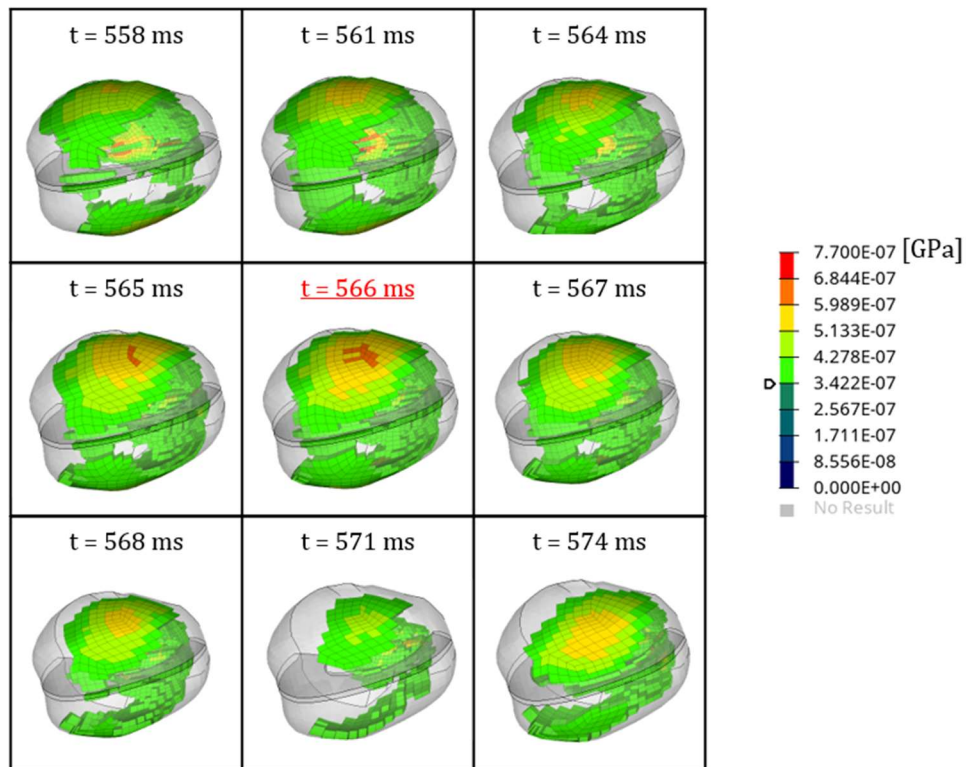 t = 558 ms
t = 561 ms
t = 564 ms
t = 565 ms
t = 566 ms
t = 567 ms
t = 568 ms
t = 571 ms
t = 574 ms
7.700E-07 [GPa]
6.844E-07
5.989E-07
5.133E-07
4.278E-07
D 3.422E-07
2.567E-07
1.711E-07
8.556E-08
0.000E+00
No Result